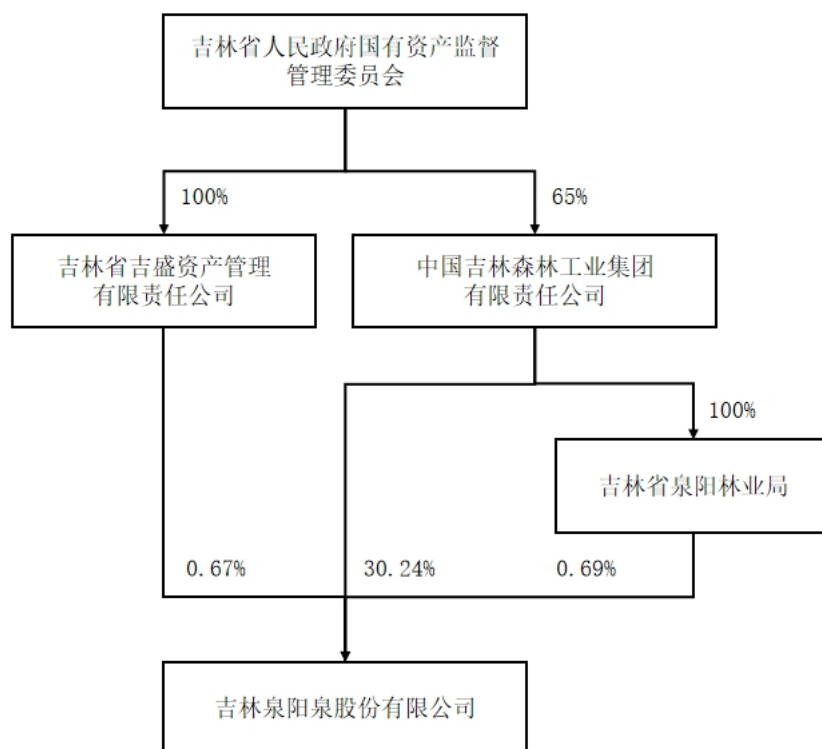 吉林省人民政府国有资产监督
管理委员会
100%
65%
吉林省吉盛资产管理
有限责任公司
中国吉林森林工业集团
有限责任公司
100%
吉林省泉阳林业局
0.67%
30.24%
0.69%
吉林泉阳泉股份有限公司